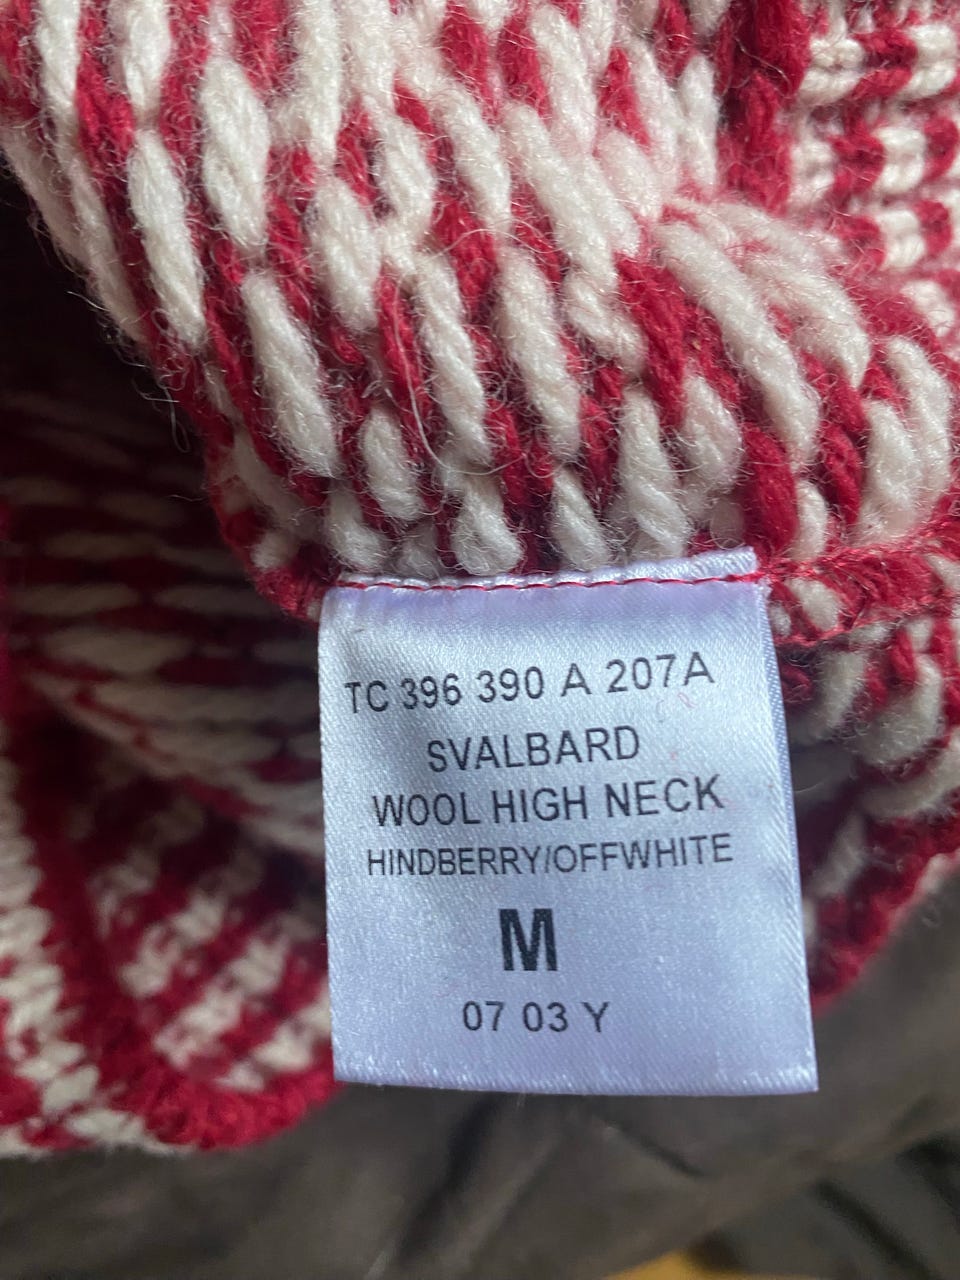 TC 396 390 A 207A
SVALBARD
WOOL HIGH NECK
HINDBERRY/OFFWHITE
M
07 03 Y